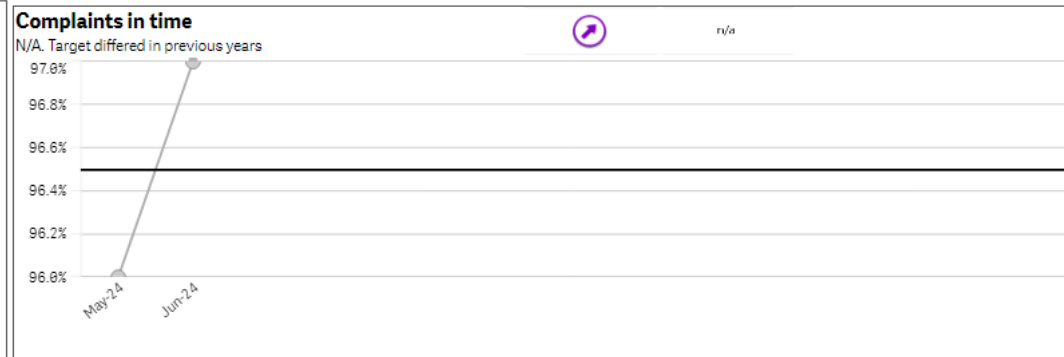 Complaints in time
N/A. Target differed in previous years
n/a
97.0%
96.8%
96.6%
96.4%
96.2%
96.0%
May-24
Jun-24